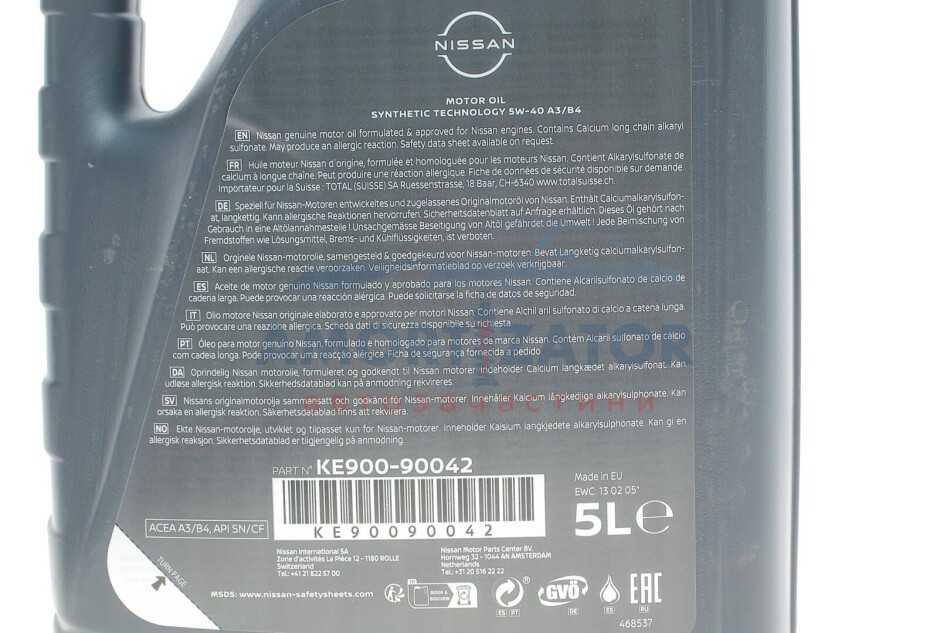 NISSAN
MOTOR OIL
SYNTHETIC TECHNOLOGY 5W-40 A3/B4
EN Nissan genuine motor oil formulated & approved for Nissan engines. Contains Calcium long chain alkaryl
sulfonate. May produce an allergic reaction. Safety data sheet available on request.
FR Huile moteur Nissan d'origine, formulée et homologuée pour les moteurs Nissan. Contient Alkarylsulfonate de
calcium à longue chaîne. Peut produire une réaction allergique. Fiche de données de sécurité disponible sur demande.
Importateur pour la Suisse : TOTAL (SUISSE) SA Ruessenstrasse, 18 Baar, CH-6340 www.totalsuisse.ch.
DE Speziell für Nissan-Motoren entwickeltes und zugelassenes Originalmotoröl von Nissan. Enthält Calciumalkarylsulfon-
at, langkettig. Kann allergische Reaktionen hervorrufen. Sicherheitsdatenblatt auf Anfrage erhältlich. Dieses Öl gehört nach
Gebrauch in eine Altölannahmestelle ! Unsachgemässe Beseitigung von Altöl gefährdet die Umwelt ! Jede Beimischung von
Fremdstoffen wie Lösungsmittel, Brems- und Kühlflüssigkeiten, ist verboten.
NL Orginele Nissan-motorolie, samengesteld & goedgekeurd voor Nissan-motoren. Bevat Langketig calciumalkarylsulfon-
aat. Kan een allergische reactie veroorzaken. Veiligheidsinformatieblad op verzoek verkrijgbaar.
ES Aceite de motor genuino Nissan formulado y aprobado para los motores Nissan. Contiene Alcarilsulfonato de calcio de
cadena larga. Puede provocar una reacción alérgica. Puede solicitarse la ficha de datos de seguridad.
IT Olio motore Nissan originale elaborato e approvato per motori Nissan. Contiene Alchil aril sulfonato di calcio a catena lunga.
Può provocare una reazione allergica. Scheda dati di sicurezza disponibile su richiesta
PT Óleo para motor genuíno Nissan, formulado e homologado para motores de marca Nissan. Contém Alcaril sulfonato de cálcio
com cadeia longa. Pode provocar uma reacção alérgica. Ficha de segurança fornecida a pedido.
DA Oprindelig Nissan motorolie, formuleret og godkendt til Nissan motorer Indeholder Calcium langkædet alkarylsulfonat. Kan
udløse allergisk reaktion. Sikkerhedsdatablad kan på anmodning rekvireres.
SV Nissans originalmotorolja sammansatt och godkänd för Nissan-motorer. Innehåller Kalcium långkedjiga alkarylsulphonate. Kan
orsaka en allergisk reaktion. Säkerhetsdatablad finns att rekvirera.
NO Ekte Nissan-motorolje, utviklet og tilpasset kun for Nissan-motorer. Inneholder Kalsium langkjedete alkarylsulphonate. Kan gi en
allergisk reaksjon. Sikkerhetsdatablad er tilgjengelig på anmodning.
AMORTIZATOR
автозапчастини
PART N° KE900-90042
KE90090042
ACEA A3/B4, API SN/CF
Made in EU
EWC: 13 02 05*
5L e
Nissan International SA
Zone d'activités La Pièce 12 - 1180 ROLLE
Switzerland
Tel.: +41 21 822 57 00
Nissan Motor Parts Center BV.
Hornweg 32 - 1044 AN AMSTERDAM
Netherlands
Tel.: +31 20 516 22 22
TURN PAGE
MSDS: www.nissan-safetysheets.com
FR
BIDON &
BOUCHON
ES PT
GVÖ
DE
ES
EAC
RU
468537